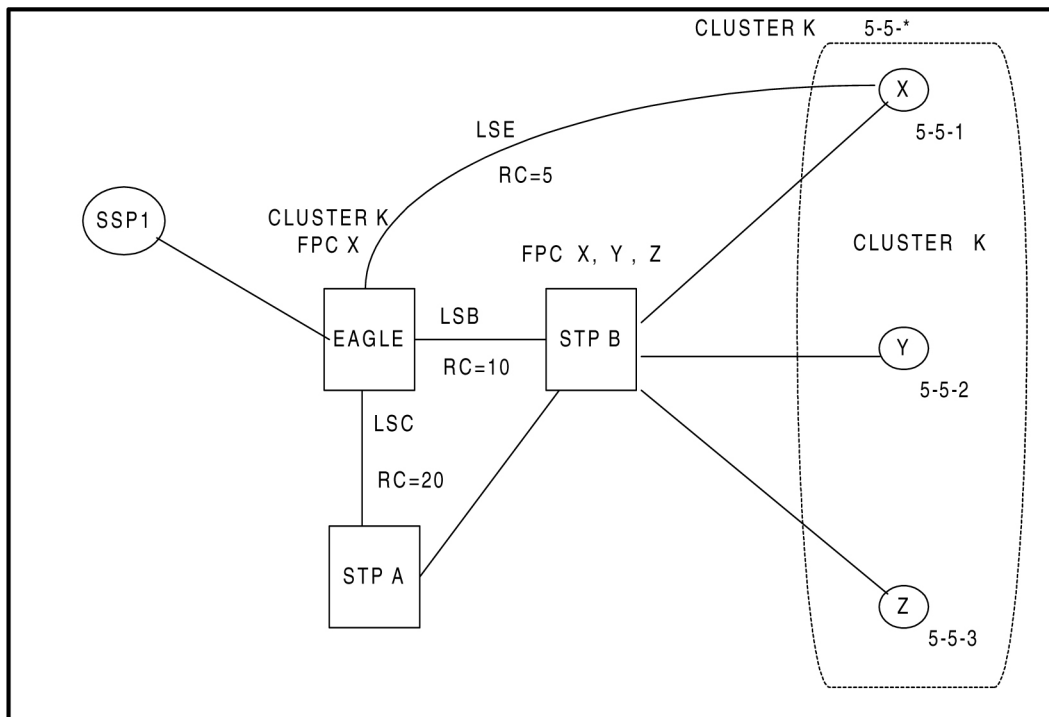 CLUSTER K 5-5-*
X
5-5-1
LSE
RC=5
SSP1
CLUSTER K
FPC X
FPC X, Y , Z
CLUSTER K
EAGLE
LSB
RC=10
STP B
Y
5-5-2
LSC
RC=20
STP A
Z
5-5-3